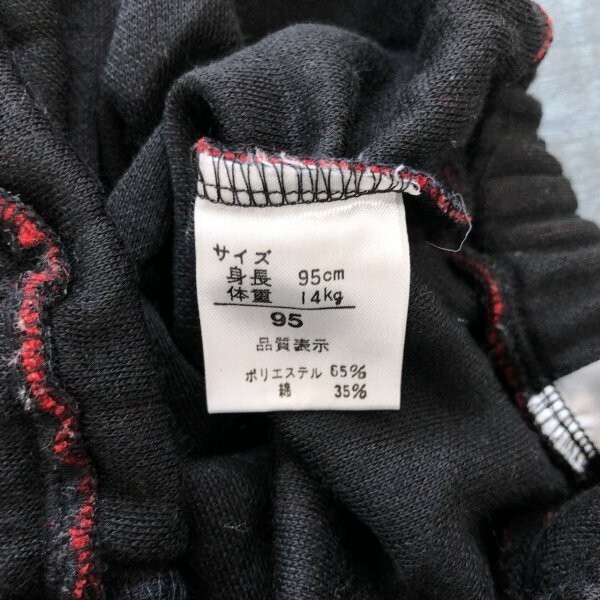 サイズ
身長 95cm
体重 14kg
95
品質表示
ポリエステル 65%
綿 35%